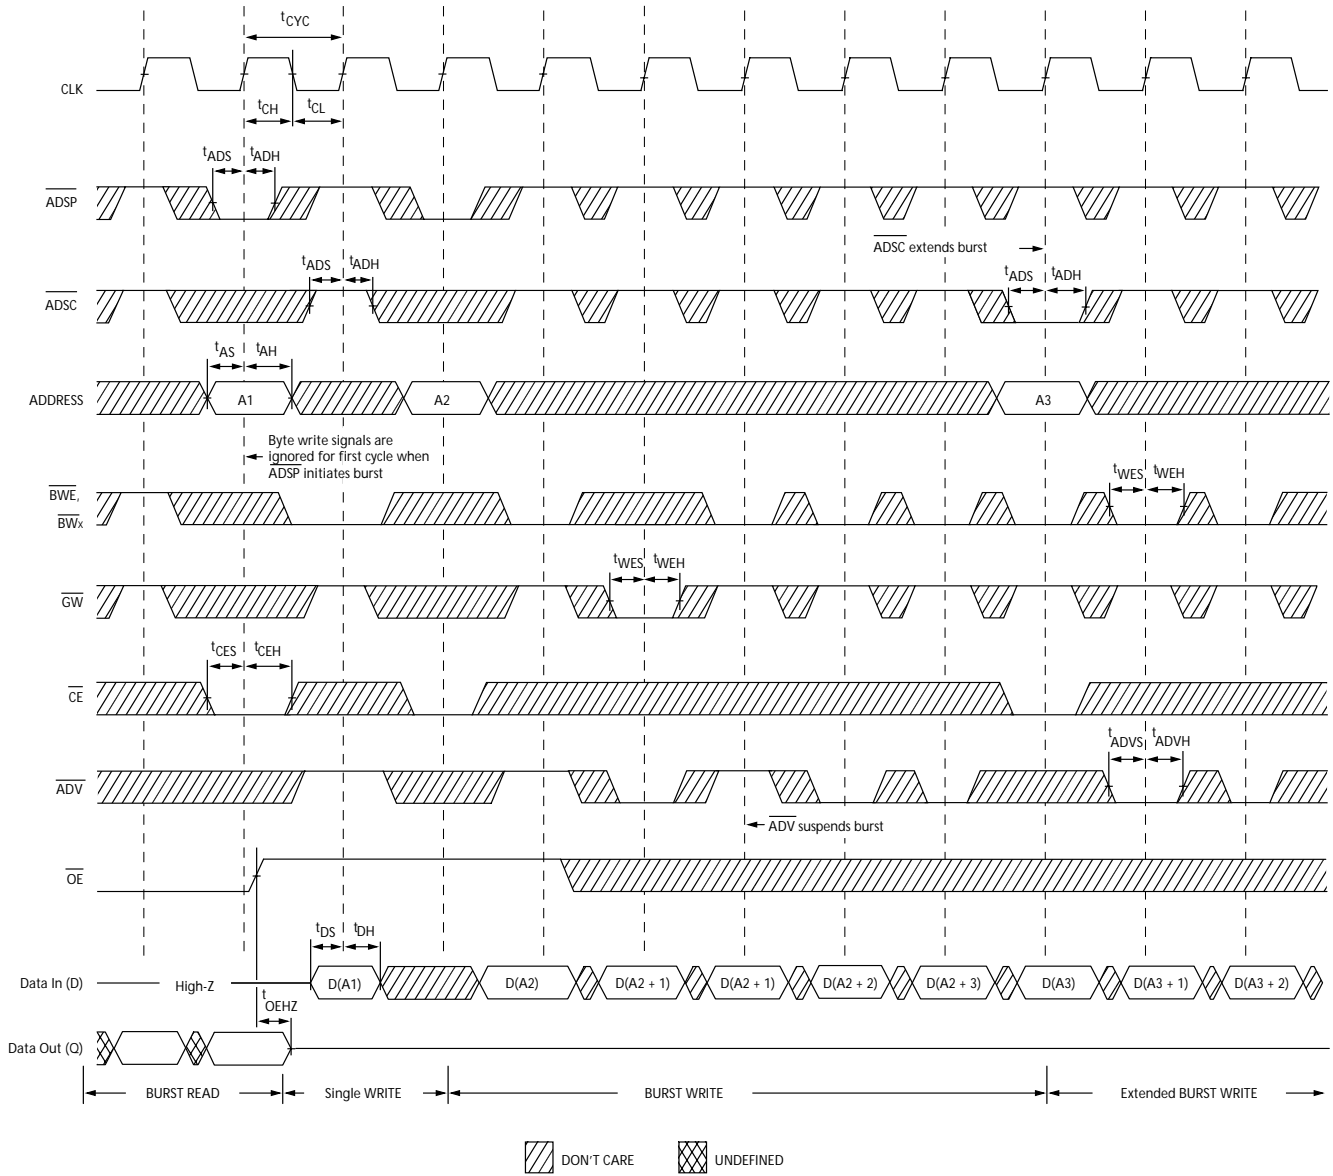 tCYC
CLK
tCH tCL
tADS tADH
ADSP
ADSC extends burst
tADS tADH tADS tADH
ADSC
tAS tAH
ADDRESS A1 A2 A3
Byte write signals are
ignored for first cycle when
ADSP initiates burst
BWE,
BWx
tWES tWEH
tWES tWEH
GW
tCES tCEH
CE
tADVS tADVH
ADV
ADV suspends burst
OE
tDS tDH
Data In (D) High-Z D(A1) D(A2) D(A2 + 1) D(A2 + 1) D(A2 + 2) D(A2 + 3) D(A3) D(A3 + 1) D(A3 + 2)
tOEHZ
Data Out (Q)
BURST READ Single WRITE BURST WRITE Extended BURST WRITE
DON'T CARE UNDEFINED